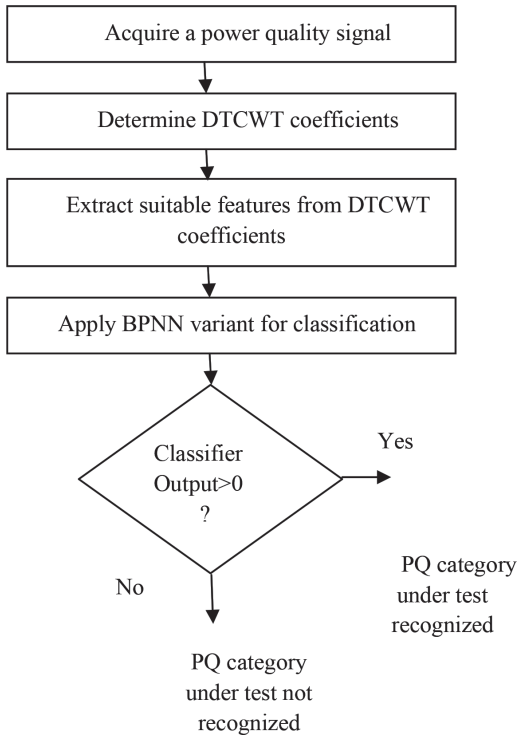 Acquire a power quality signal
Determine DTCWT coefficients
Extract suitable features from DTCWT
coefficients
Apply BPNN variant for classification
Classifier
Output>0
?
Yes
No
PQ category
under test
recognized
PQ category
under test not
recognized